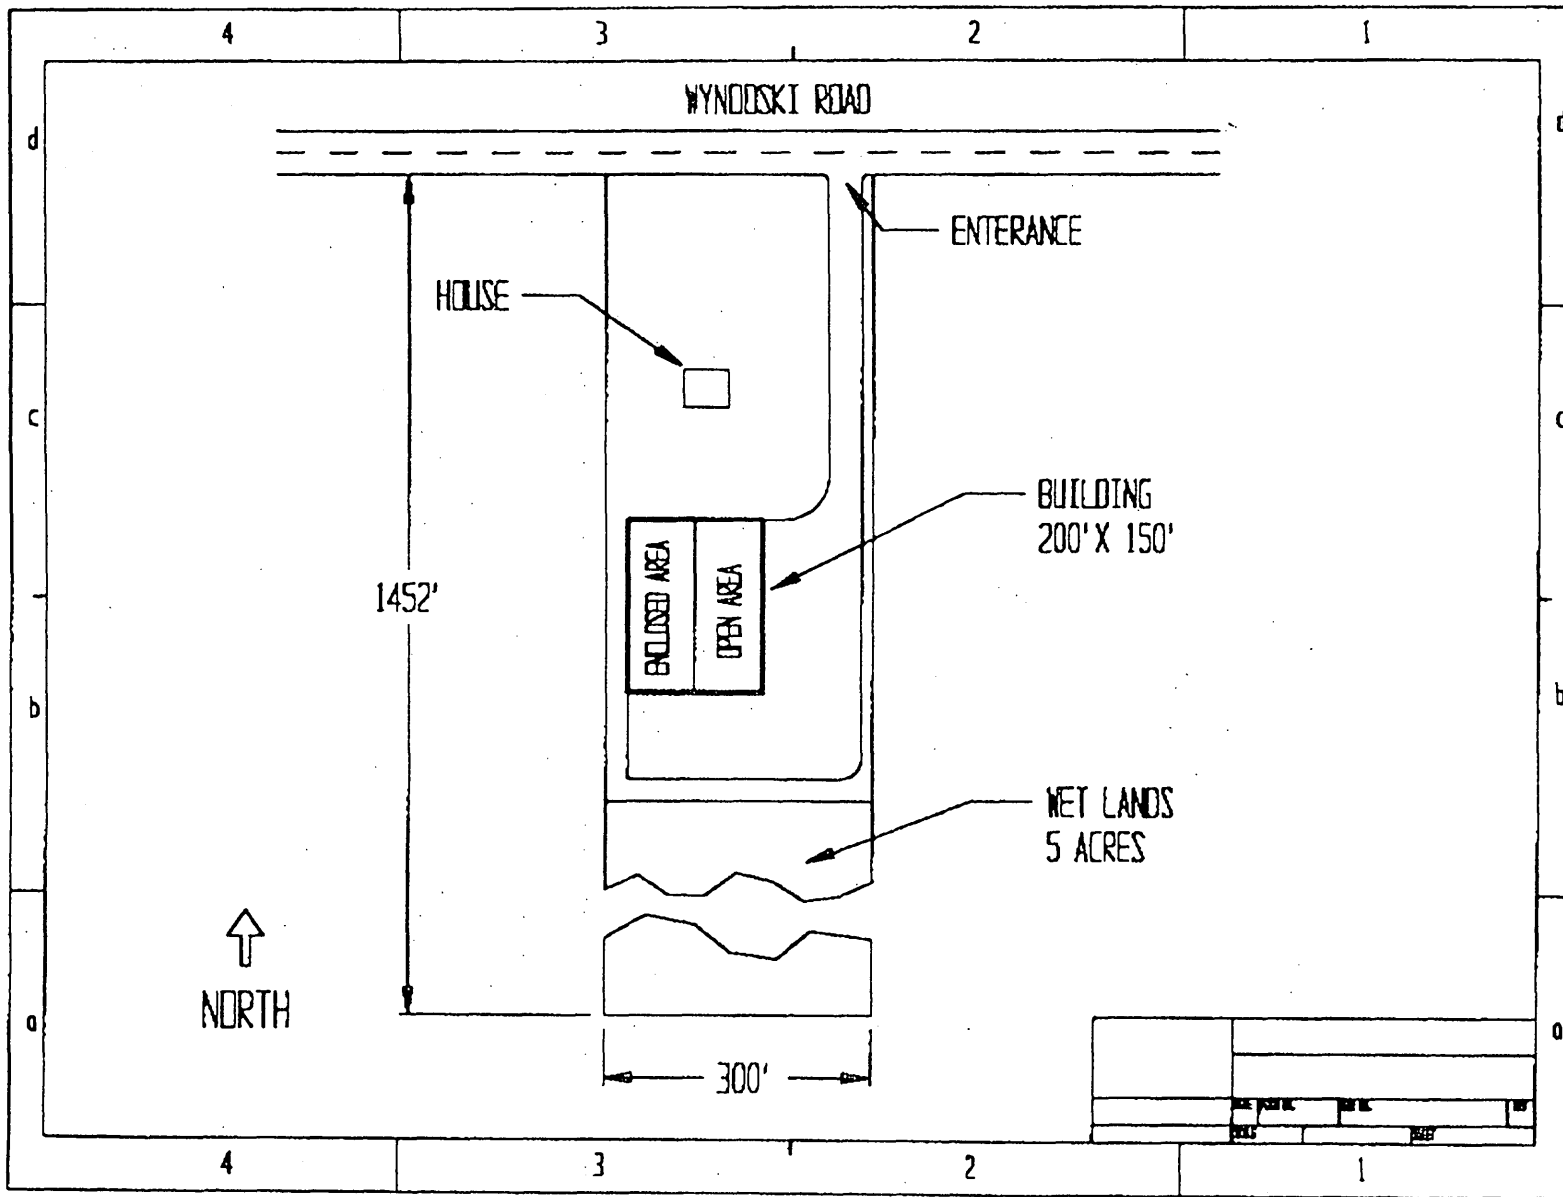 4 3 2 1
WYNOOSKI ROAD
d
ENTERANCE
HOUSE
c c
BUILDING
200' X 150'
ENCLOSED AREA
OPEN AREA
1452'
b b
WET LANDS
5 ACRES
NORTH
a a
300'
4 3 2 1